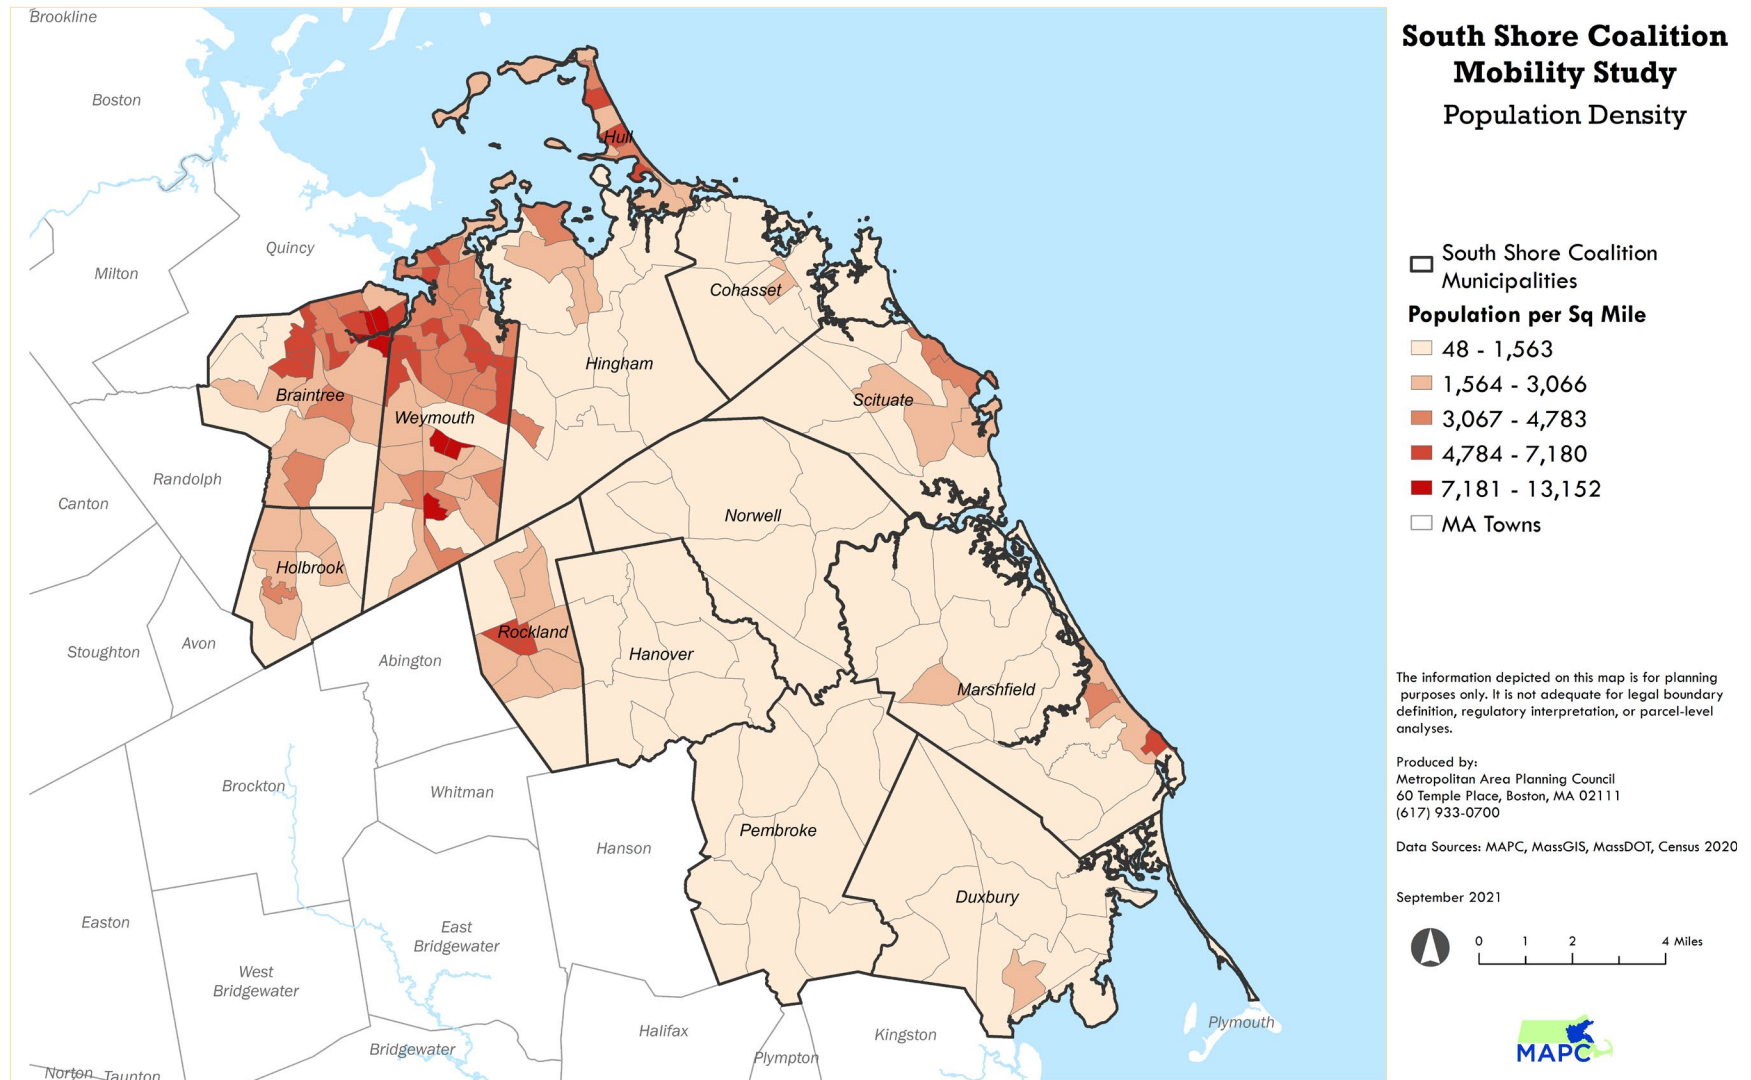 South Shore Coalition
Mobility Study
Population Density
South Shore Coalition
Municipalities
Population per Sq Mile
48 - 1,563
1,564 - 3,066
3,067 - 4,783
4,784 - 7,180
7,181 - 13,152
MA Towns
The information depicted on this map is for planning
purposes only. It is not adequate for legal boundary
definition, regulatory interpretation, or parcel-level
analyses.
Produced by:
Metropolitan Area Planning Council
60 Temple Place, Boston, MA 02111
(617) 933-0700
Data Sources: MAPC, MassGIS, MassDOT, Census 2020
September 2021
0 1 2 4 Miles
MAPC
Brookline
Boston
Hull
Quincy
Milton
Cohasset
Hingham
Braintree
Scituate
Weymouth
Randolph
Canton
Norwell
Holbrook
Rockland
Avon
Stoughton
Hanover
Abington
Marshfield
Brockton
Whitman
Pembroke
Hanson
Duxbury
Easton
East
Bridgewater
West
Bridgewater
Plymouth
Halifax
Kingston
Bridgewater
Plympton
Norton
Taunton